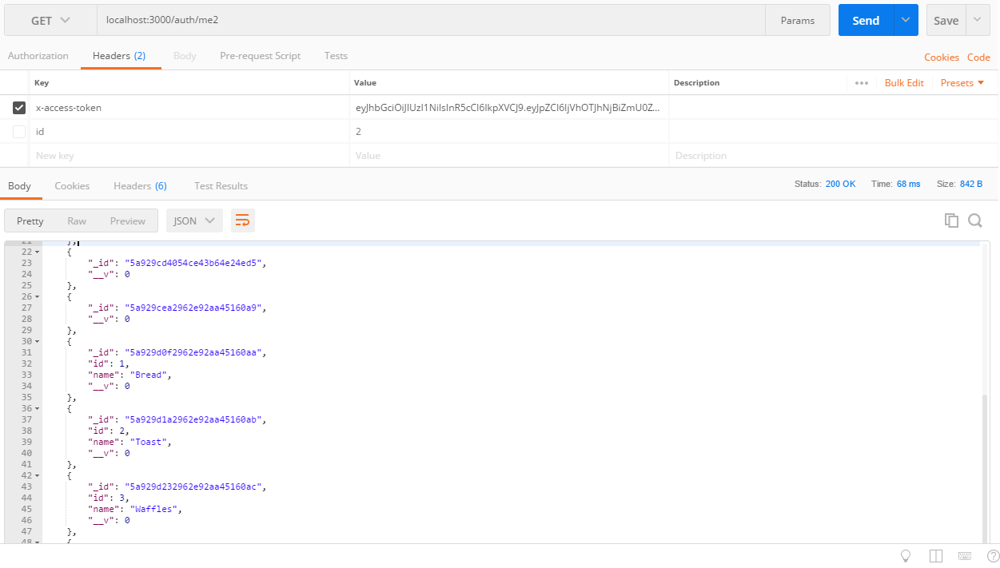 GET localhost:3000/auth/me2 Params Send Save
Authorization Headers (2) Body Pre-request Script Tests Cookies Code
Key Value Description ••• Bulk Edit Presets
x-access-token eyJhbGciOiJIUzI1NiIsInR5cCI6IkpXVCJ9.eyJpZCI6IjVhOTJhNjBiZmU0Z...
id 2
New key Value Description
Body Cookies Headers (6) Test Results Status: 200 OK Time: 68 ms Size: 842 B
Pretty Raw Preview JSON
21 },
22 {
23 "_id": "5a929cd4054ce43b64e24ed5",
24 "__v": 0
25 },
26 {
27 "_id": "5a929cea2962e92aa45160a9",
28 "__v": 0
29 },
30 {
31 "_id": "5a929d0f2962e92aa45160aa",
32 "id": 1,
33 "name": "Bread",
34 "__v": 0
35 },
36 {
37 "_id": "5a929d1a2962e92aa45160ab",
38 "id": 2,
39 "name": "Toast",
40 "__v": 0
41 },
42 {
43 "_id": "5a929d232962e92aa45160ac",
44 "id": 3,
45 "name": "Waffles",
46 "__v": 0
47 },
48 {